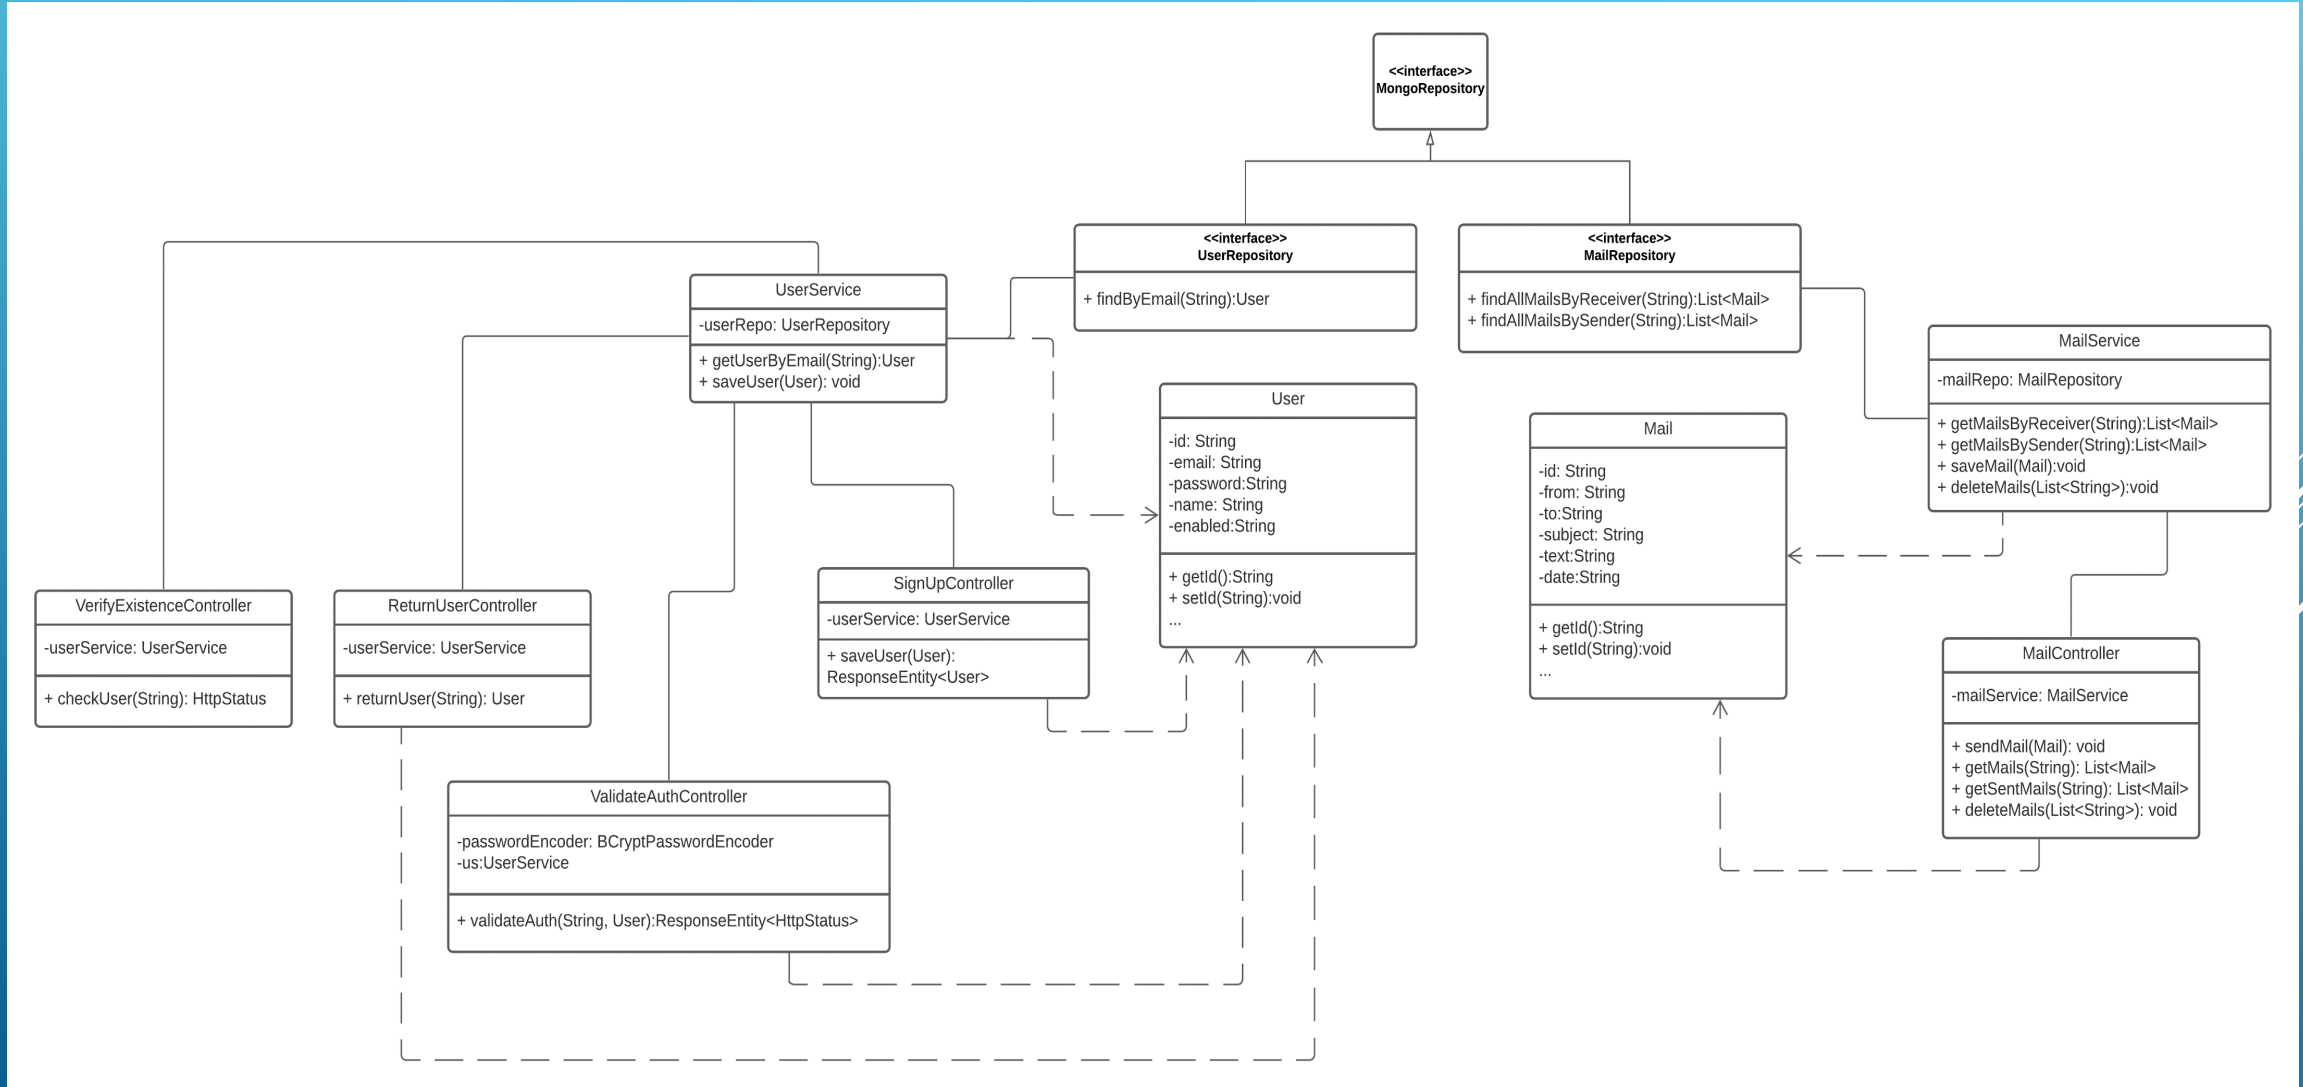 <<interface>>
MongoRepository
<<interface>>
UserRepository
+ findByEmail(String):User
<<interface>>
MailRepository
+ findAllMailsByReceiver(String):List<Mail>
+ findAllMailsBySender(String):List<Mail>
UserService
-userRepo: UserRepository
+ getUserByEmail(String):User
+ saveUser(User): void
MailService
-mailRepo: MailRepository
+ getMailsByReceiver(String):List<Mail>
+ getMailsBySender(String):List<Mail>
+ saveMail(Mail):void
+ deleteMails(List<String>):void
User
-id: String
-email: String
-password:String
-name: String
-enabled:String
+ getId():String
+ setId(String):void
...
Mail
-id: String
-from: String
-to:String
-subject: String
-text:String
-date:String
+ getId():String
+ setId(String):void
...
VerifyExistenceController
-userService: UserService
+ checkUser(String): HttpStatus
ReturnUserController
-userService: UserService
+ returnUser(String): User
SignUpController
-userService: UserService
+ saveUser(User):
ResponseEntity<User>
MailController
-mailService: MailService
+ sendMail(Mail): void
+ getMails(String): List<Mail>
+ getSentMails(String): List<Mail>
+ deleteMails(List<String>): void
ValidateAuthController
-passwordEncoder: BCryptPasswordEncoder
-us:UserService
+ validateAuth(String, User):ResponseEntity<HttpStatus>